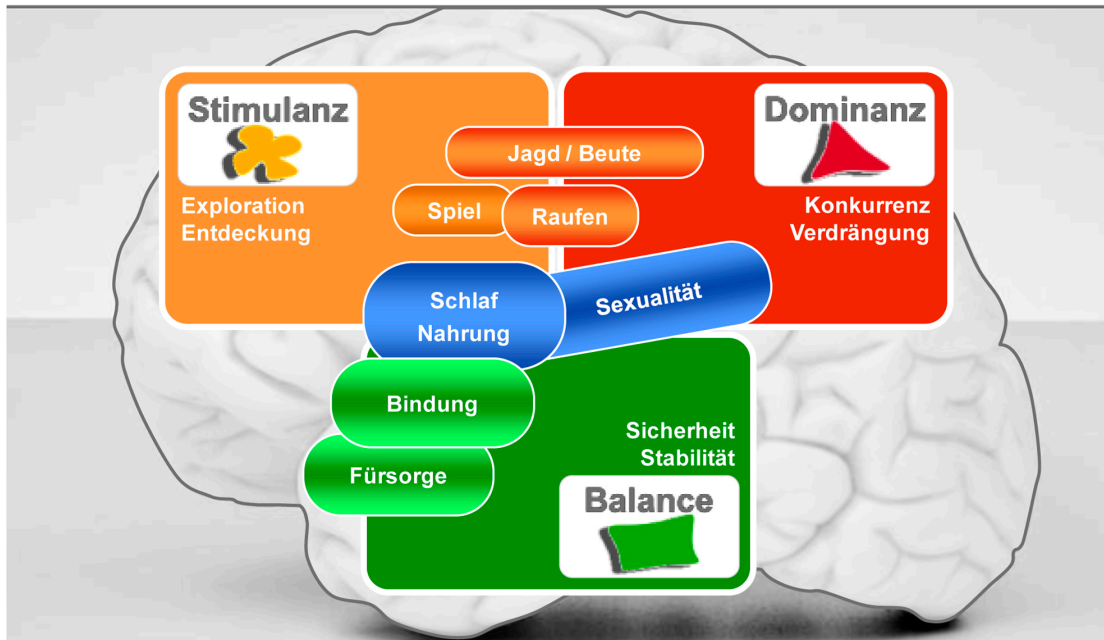 Stimulanz
Exploration
Entdeckung
Dominanz
Konkurrenz
Verdrängung
Jagd / Beute
Spiel
Raufen
Schlaf
Nahrung
Sexualität
Bindung
Fürsorge
Sicherheit
Stabilität
Balance